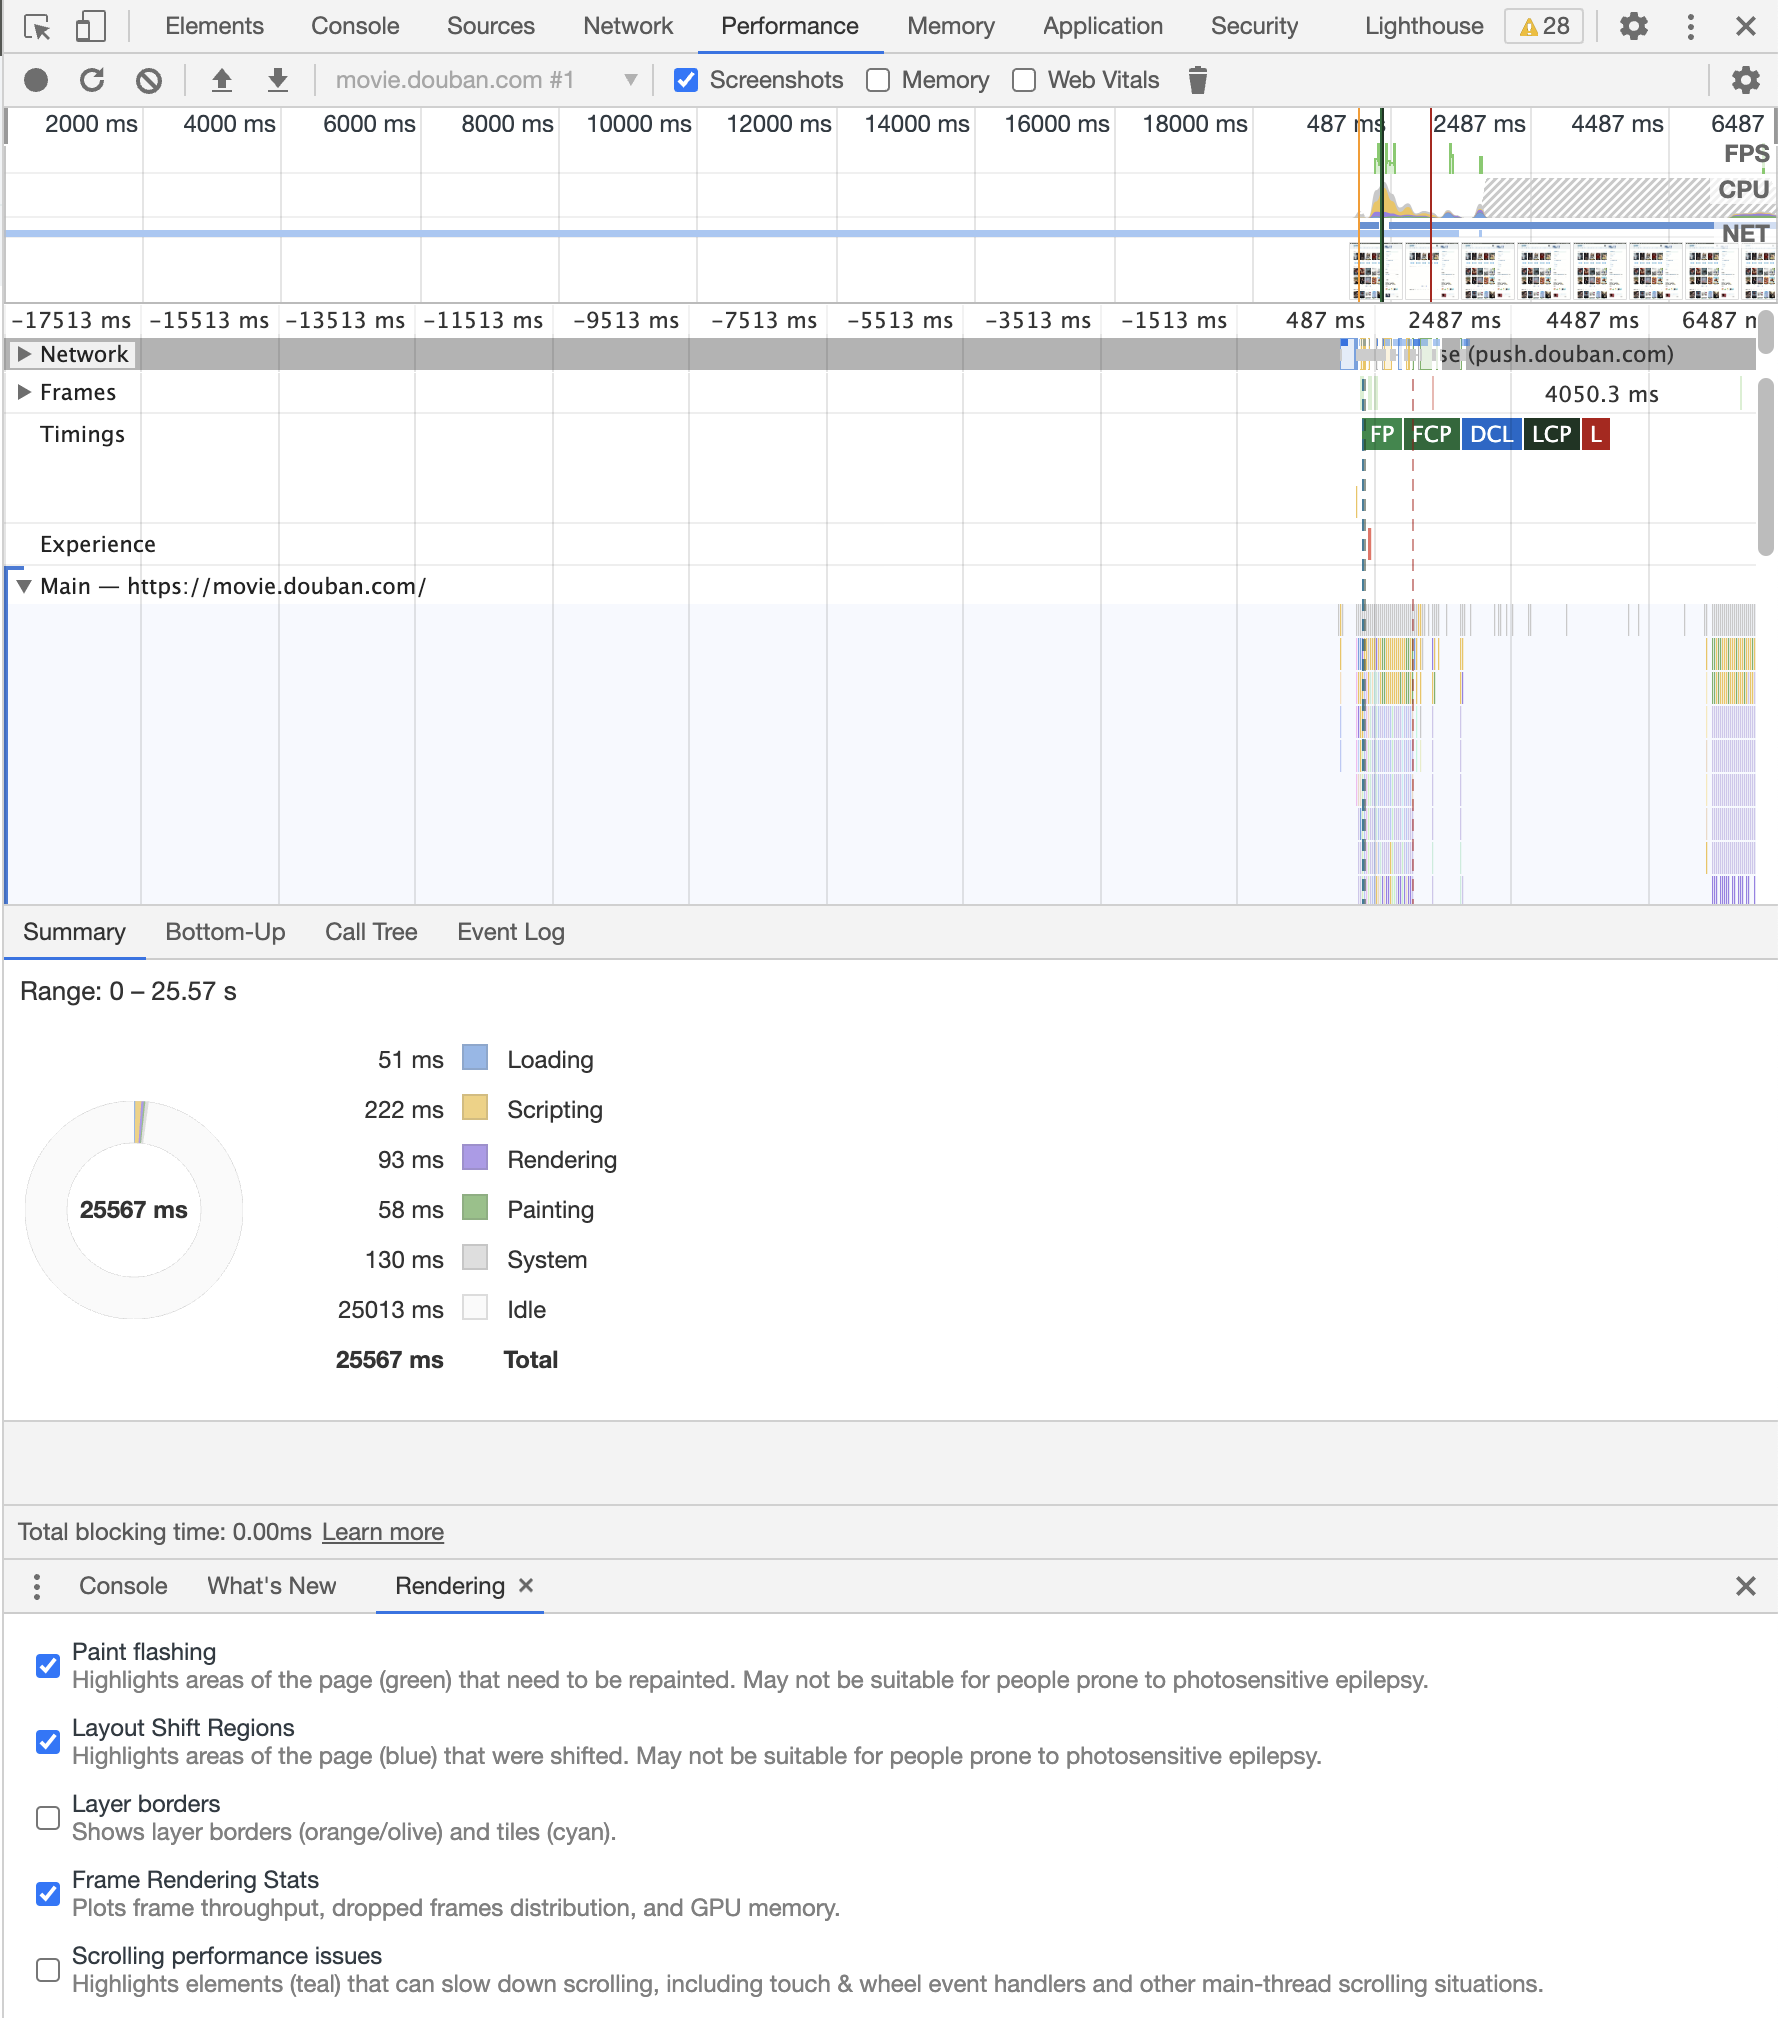 Elements Console Sources Network Performance Memory Application Security Lighthouse 28
movie.douban.com #1 Screenshots Memory Web Vitals
2000 ms 4000 ms 6000 ms 8000 ms 10000 ms 12000 ms 14000 ms 16000 ms 18000 ms 487 ms 2487 ms 4487 ms 6487
FPS
CPU
NET
-17513 ms -15513 ms -13513 ms -11513 ms -9513 ms -7513 ms -5513 ms -3513 ms -1513 ms 487 ms 2487 ms 4487 ms 6487
Network se (push.douban.com)
Frames 4050.3 ms
Timings FP FCP DCL LCP L
Experience
Main — https://movie.douban.com/
Summary Bottom-Up Call Tree Event Log
Range: 0 – 25.57 s
51 ms Loading
222 ms Scripting
93 ms Rendering
25567 ms 58 ms Painting
130 ms System
25013 ms Idle
25567 ms Total
Total blocking time: 0.00ms Learn more
Console What's New Rendering
Paint flashing
Highlights areas of the page (green) that need to be repainted. May not be suitable for people prone to photosensitive epilepsy.
Layout Shift Regions
Highlights areas of the page (blue) that were shifted. May not be suitable for people prone to photosensitive epilepsy.
Layer borders
Shows layer borders (orange/olive) and tiles (cyan).
Frame Rendering Stats
Plots frame throughput, dropped frames distribution, and GPU memory.
Scrolling performance issues
Highlights elements (teal) that can slow down scrolling, including touch & wheel event handlers and other main-thread scrolling situations.